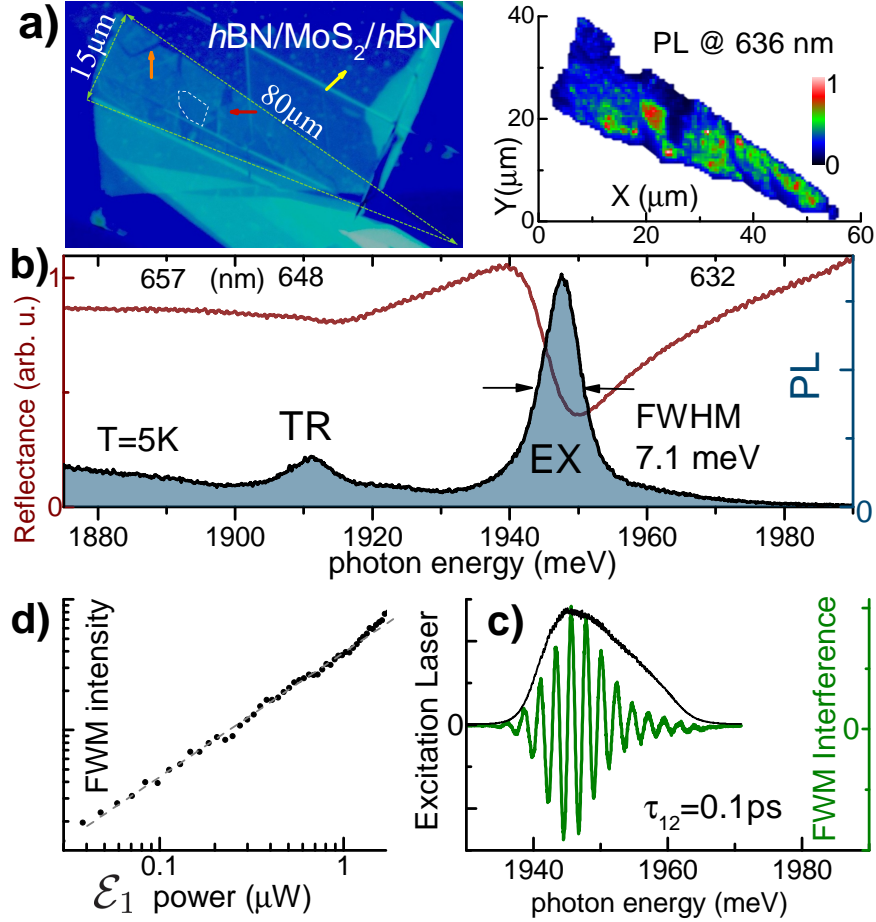 a)
hBN/MoS₂/hBN
15μm
80μm
PL @ 636 nm
1
0
40
20
0
Y(μm)
X (μm)
0 20 40 60
b)
657 (nm) 648 632
1
0
Reflectance (arb. u.)
T=5K
TR
EX
FWHM
7.1 meV
PL
0
1880 1900 1920 1940 1960 1980
photon energy (meV)
d)
FWM intensity
0.1 1
ℰ₁ power (μW)
c)
Excitation Laser
0
τ₁₂=0.1ps
FWM Interference
0
1940 1960 1980
photon energy (meV)